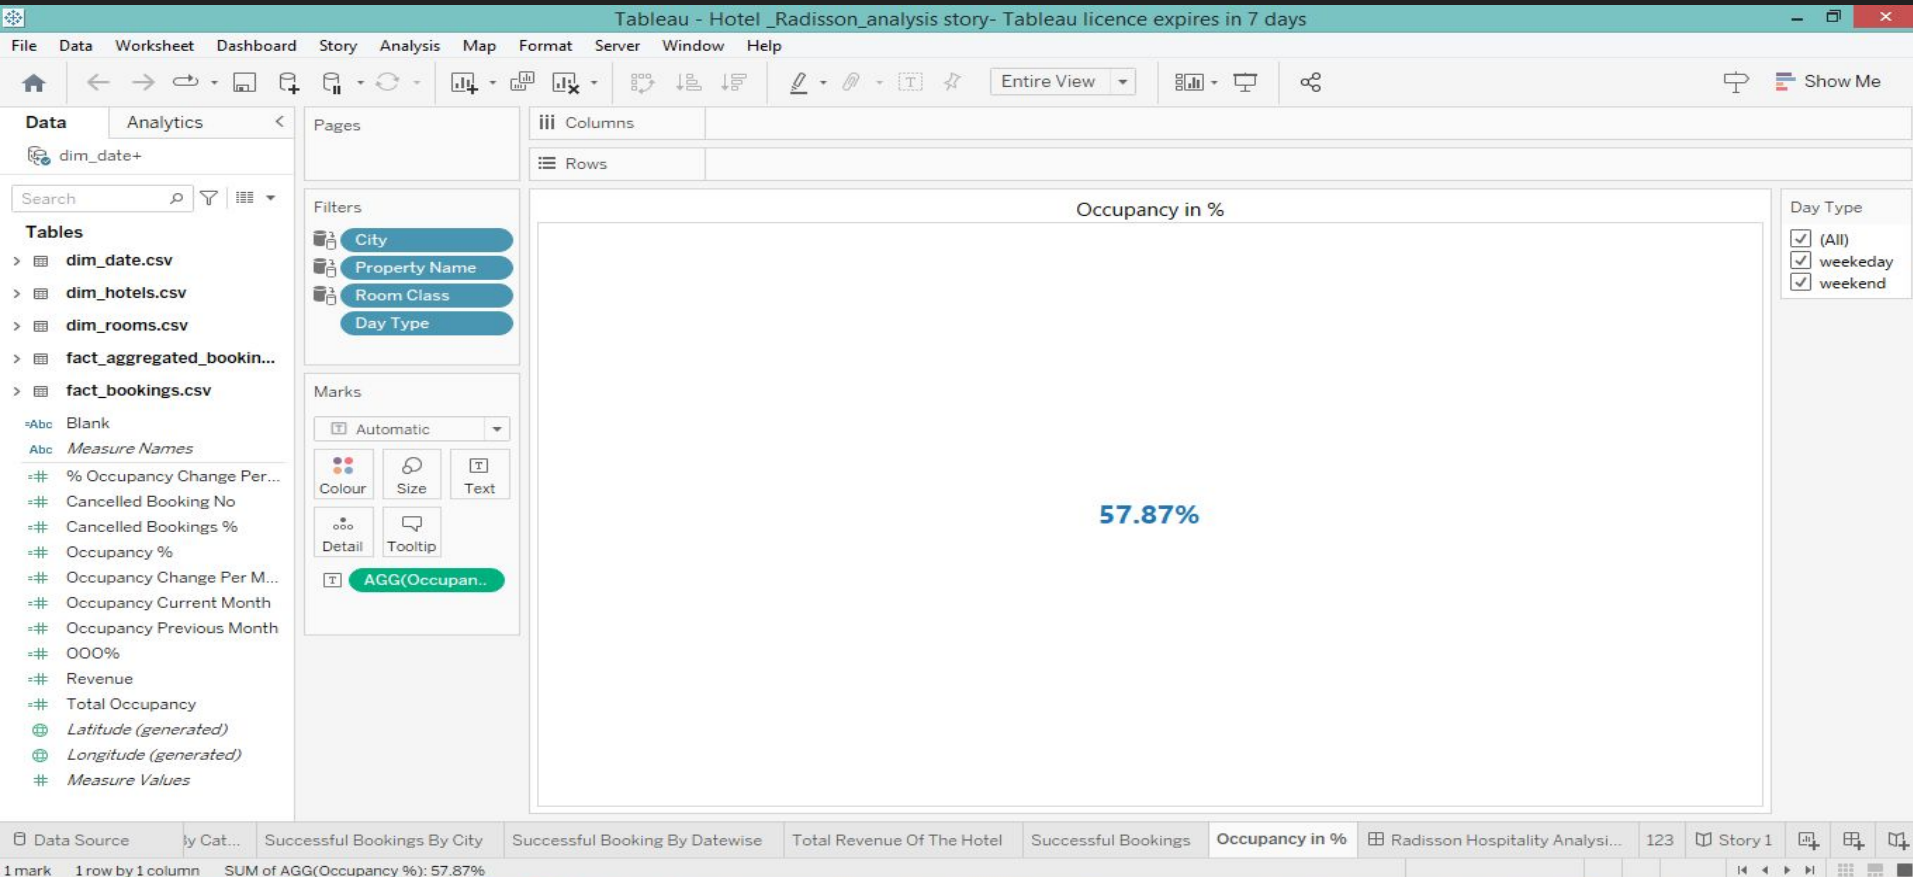 Tableau - Hotel _Radisson_analysis story- Tableau licence expires in 7 days
File Data Worksheet Dashboard Story Analysis Map Format Server Window Help
Entire View
Show Me
Data Analytics
dim_date+
Search
Tables
dim_date.csv
dim_hotels.csv
dim_rooms.csv
fact_aggregated_bookin...
fact_bookings.csv
=Abc Blank
Abc Measure Names
=# % Occupancy Change Per...
=# Cancelled Booking No
=# Cancelled Bookings %
=# Occupancy %
=# Occupancy Change Per M...
=# Occupancy Current Month
=# Occupancy Previous Month
=# OOO%
=# Revenue
=# Total Occupancy
Latitude (generated)
Longitude (generated)
# Measure Values
Pages
Filters
City
Property Name
Room Class
Day Type
Marks
T Automatic
Colour Size Text
Detail Tooltip
T AGG(Occupan..
Columns
Rows
Occupancy in %
57.87%
Day Type
(All)
weekeday
weekend
Data Source ly Cat... Successful Bookings By City Successful Booking By Datewise Total Revenue Of The Hotel Successful Bookings Occupancy in % Radisson Hospitality Analysi... 123 Story 1
1 mark 1 row by 1 column SUM of AGG(Occupancy %): 57.87%